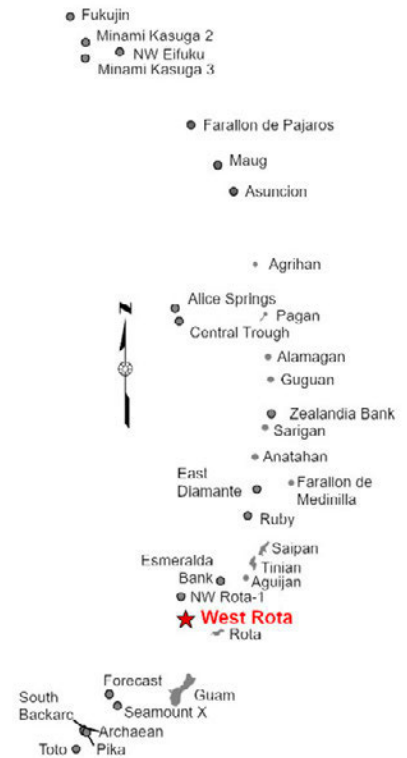 Fukujin
Minami Kasuga 2
NW Eifuku
Minami Kasuga 3
Farallon de Pajaros
Maug
Asuncion
Agrihan
Alice Springs
N
Pagan
Central Trough
Alamagan
Guguan
Zealandia Bank
Sarigan
Anatahan
East
Diamante
Farallon de
Medinilla
Ruby
Saipan
Tinian
Esmeralda
Bank
Aguijan
NW Rota-1
West Rota
Rota
Forecast
Guam
Seamount X
South
Backarc
Archaean
Toto
Pika